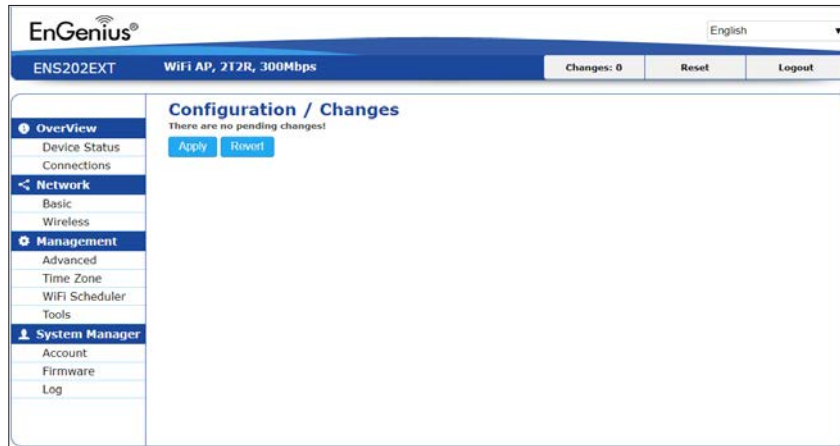 EnGenius®
English
ENS202EXT
WiFi AP, 2T2R, 300Mbps
Changes: 0
Reset
Logout
Configuration / Changes
There are no pending changes!
Apply
Revert
OverView
Device Status
Connections
Network
Basic
Wireless
Management
Advanced
Time Zone
WiFi Scheduler
Tools
System Manager
Account
Firmware
Log